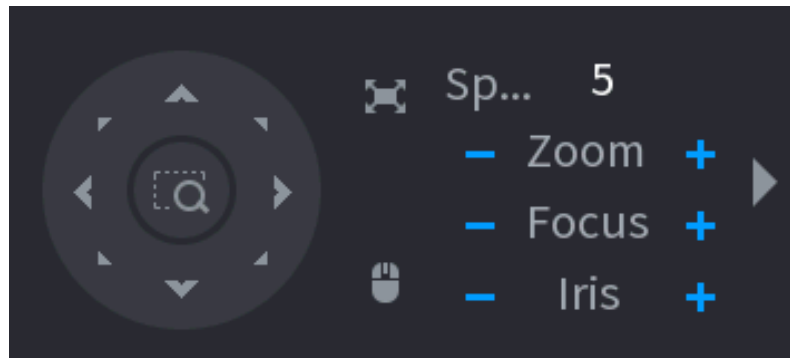 Sp... 5
− Zoom +
− Focus +
− Iris +